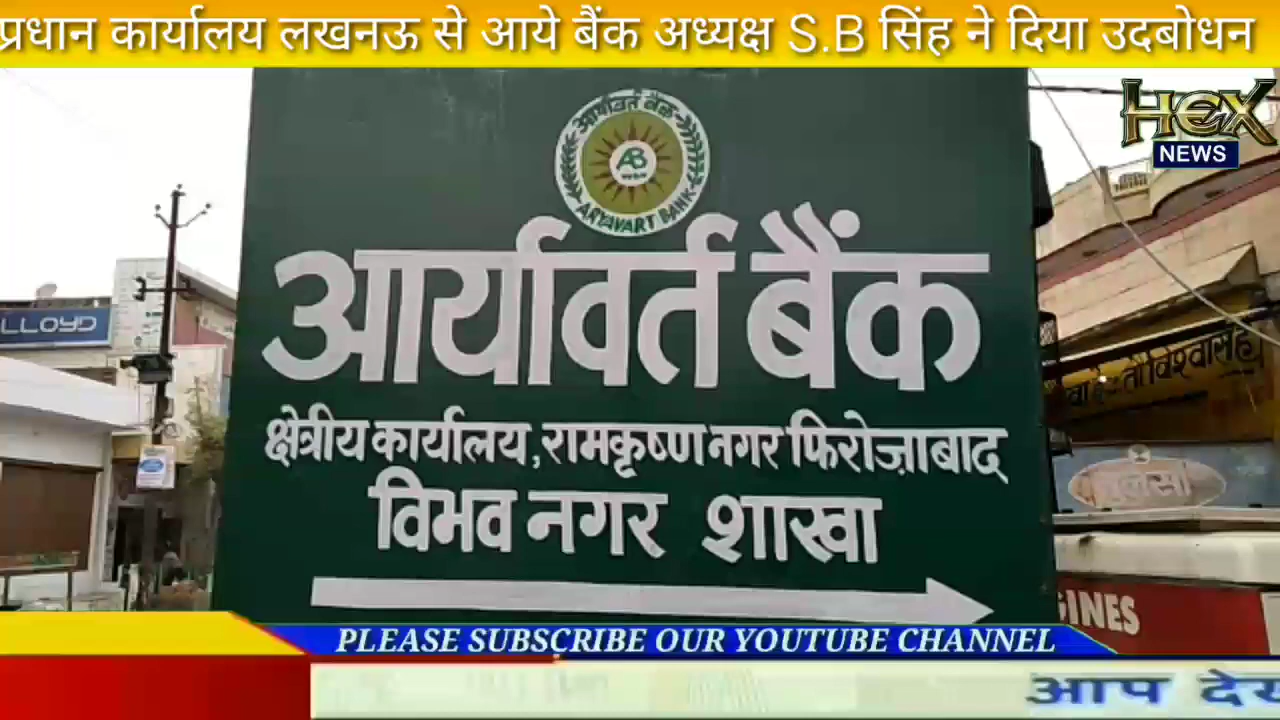 प्रधान कार्यालय लखनऊ से आये बैंक अध्यक्ष S.B सिंह ने दिया उदबोधन
HEX
NEWS
आर्यावर्त बैंक
AB
ARYAVART BANK
आर्यावर्त बैंक
LLOYD
क्षेत्रीय कार्यालय,रामकृष्ण नगर फिरोज़ाबाद
विभव नगर शाखा
तुलसी
GINES
PLEASE SUBSCRIBE OUR YOUTUBE CHANNEL
आप